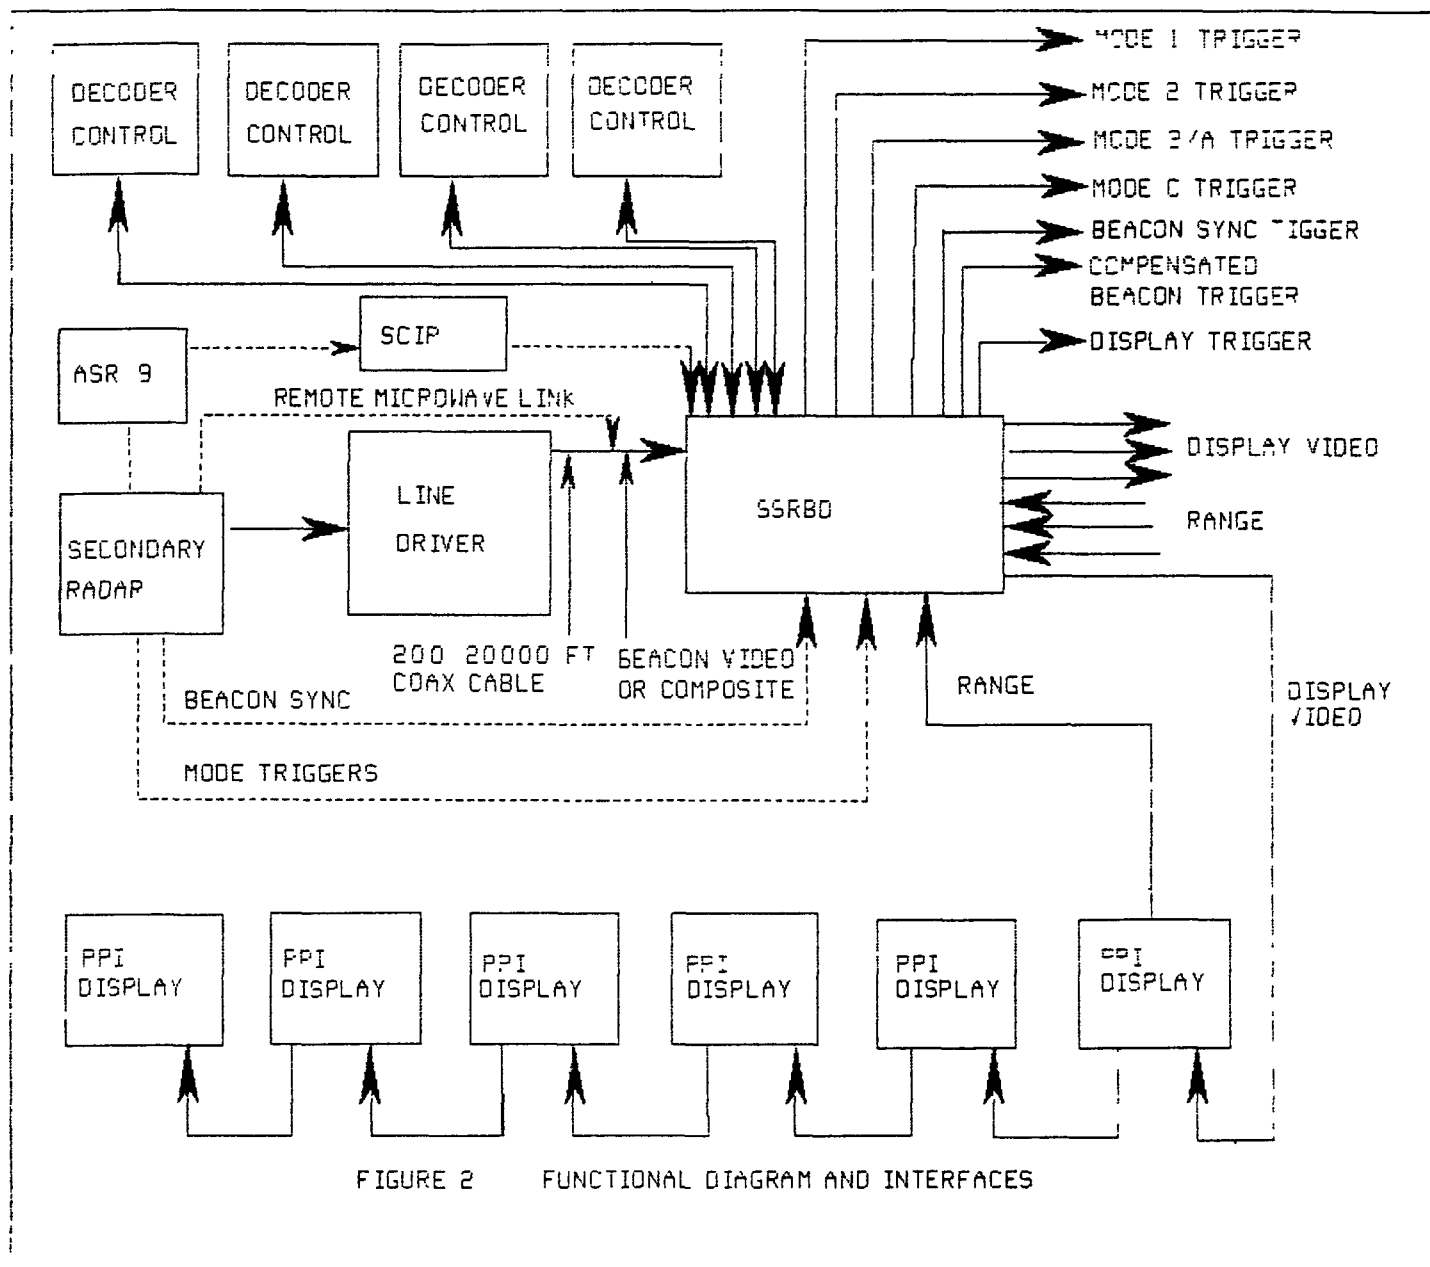 DECODER
CONTROL
DECODER
CONTROL
DECODER
CONTROL
DECODER
CONTROL
MODE 1 TRIGGER
MODE 2 TRIGGER
MODE 3/A TRIGGER
MODE C TRIGGER
BEACON SYNC TIGGER
COMPENSATED
BEACON TRIGGER
DISPLAY TRIGGER
ASR 9
SCIP
REMOTE MICROWAVE LINK
LINE
DRIVER
SECONDARY
RADAR
SSRBD
DISPLAY VIDEO
RANGE
200 20000 FT
COAX CABLE
BEACON VIDEO
OR COMPOSITE
BEACON SYNC
MODE TRIGGERS
RANGE
DISPLAY
VIDEO
PPI
DISPLAY
PPI
DISPLAY
PPI
DISPLAY
PPI
DISPLAY
PPI
DISPLAY
PPI
DISPLAY
FIGURE 2 FUNCTIONAL DIAGRAM AND INTERFACES